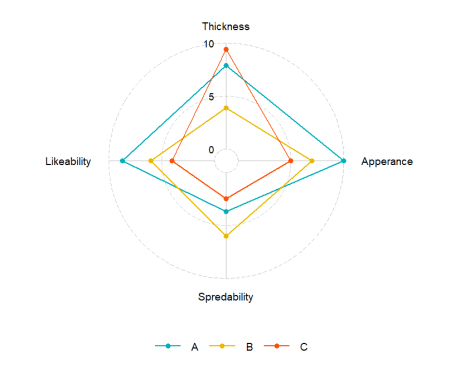 Thickness
10
5
0
Likeability
Apperance
Spredability
A B C